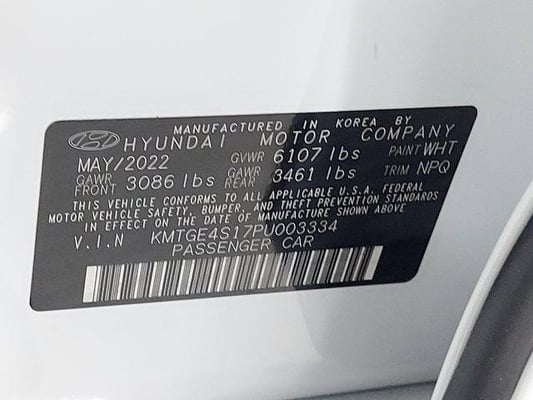 MANUFACTURED IN KOREA BY
HYUNDAI MOTOR COMPANY
MAY/2022 GVWR 6107 lbs PAINT WHT
GAWR FRONT 3086 lbs GAWR REAR 3461 lbs TRIM NPQ
THIS VEHICLE CONFORMS TO ALL APPLICABLE U.S.A. FEDERAL
MOTOR VEHICLE SAFETY, BUMPER, AND THEFT PREVENTION STANDARDS
IN EFFECT ON THE DATE OF MANUFACTURE SHOWN ABOVE.
V.I.N KMTGE4S17PU003334
PASSENGER CAR